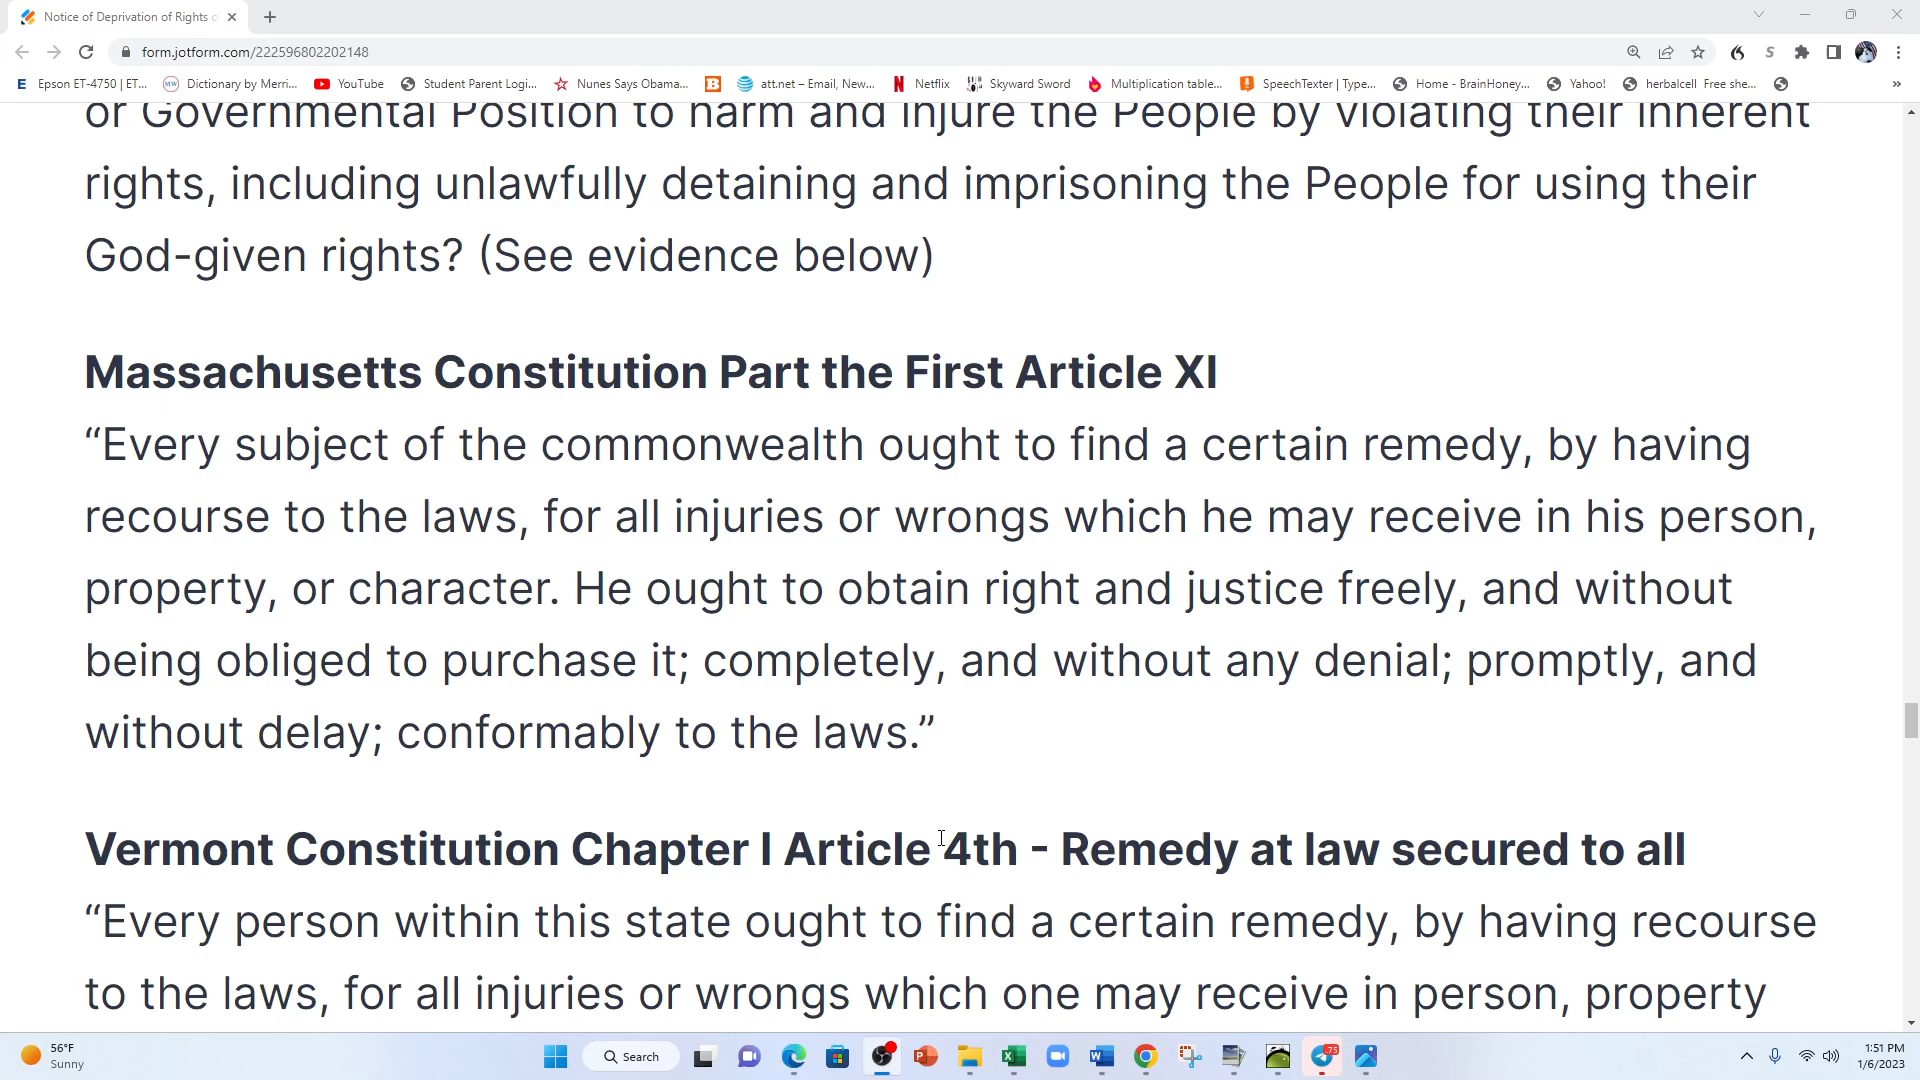 Notice of Deprivation of Rights
form.jotform.com/222596802202148
Epson ET-4750 | ET... Dictionary by Merri... YouTube Student Parent Logi... Nunes Says Obama... att.net – Email, New... Netflix Skyward Sword Multiplication table... SpeechTexter | Type... Home - BrainHoney,... Yahoo! herbalcell Free she... »
or Governmental Position to harm and injure the People by violating their inherent
rights, including unlawfully detaining and imprisoning the People for using their
God-given rights? (See evidence below)
Massachusetts Constitution Part the First Article XI
“Every subject of the commonwealth ought to find a certain remedy, by having
recourse to the laws, for all injuries or wrongs which he may receive in his person,
property, or character. He ought to obtain right and justice freely, and without
being obliged to purchase it; completely, and without any denial; promptly, and
without delay; conformably to the laws.”
Vermont Constitution Chapter I Article 4th - Remedy at law secured to all
“Every person within this state ought to find a certain remedy, by having recourse
to the laws, for all injuries or wrongs which one may receive in person, property
56°F
Sunny
Search
75
1:51 PM
1/6/2023